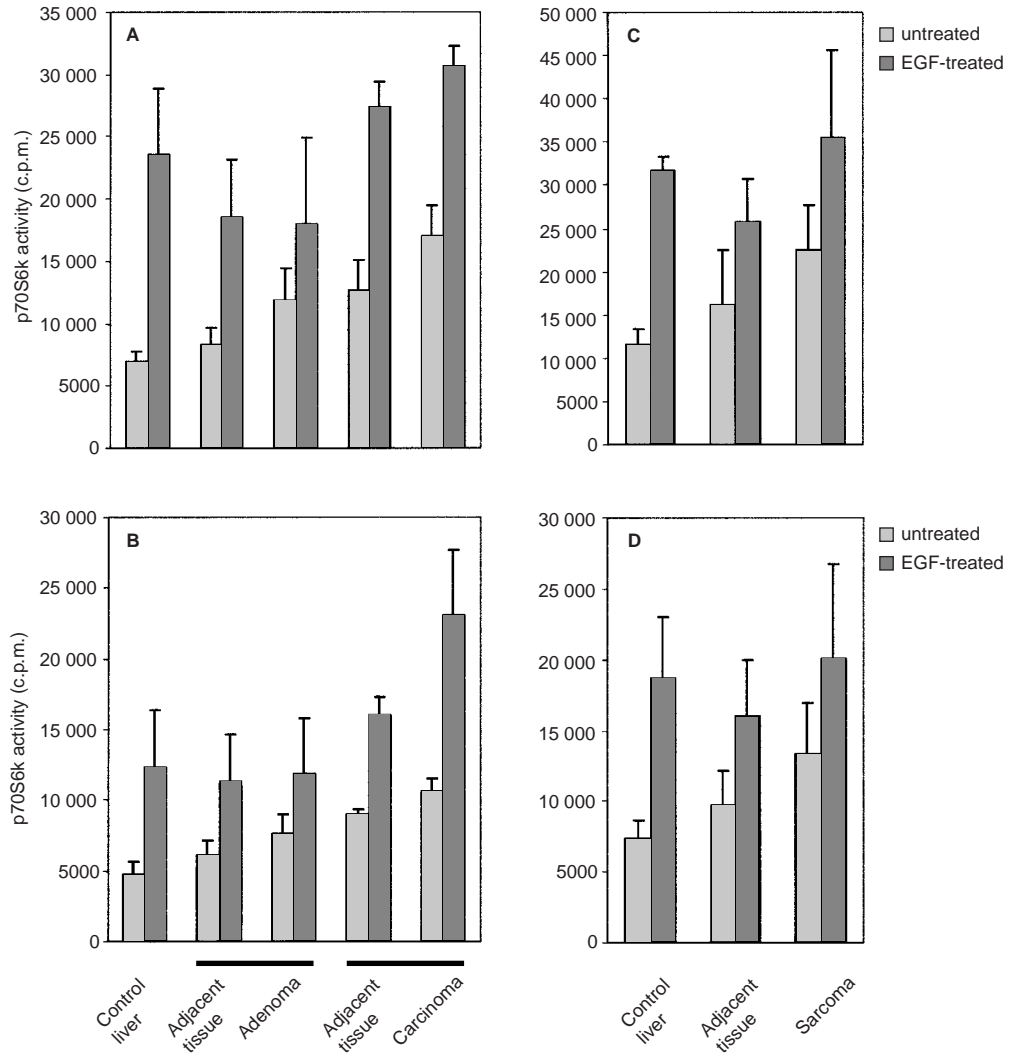 A
35 000
30 000
25 000
20 000
15 000
10 000
5000
0
p70S6k activity (c.p.m.)
C
50 000
45 000
40 000
35 000
30 000
25 000
20 000
15 000
10 000
5000
0
untreated
EGF-treated
B
30 000
25 000
20 000
15 000
10 000
5000
0
p70S6k activity (c.p.m.)
Control
liver
Adjacent
tissue
Adenoma
Adjacent
tissue
Carcinoma
D
30 000
25 000
20 000
15 000
10 000
5000
0
untreated
EGF-treated
Control
liver
Adjacent
tissue
Sarcoma